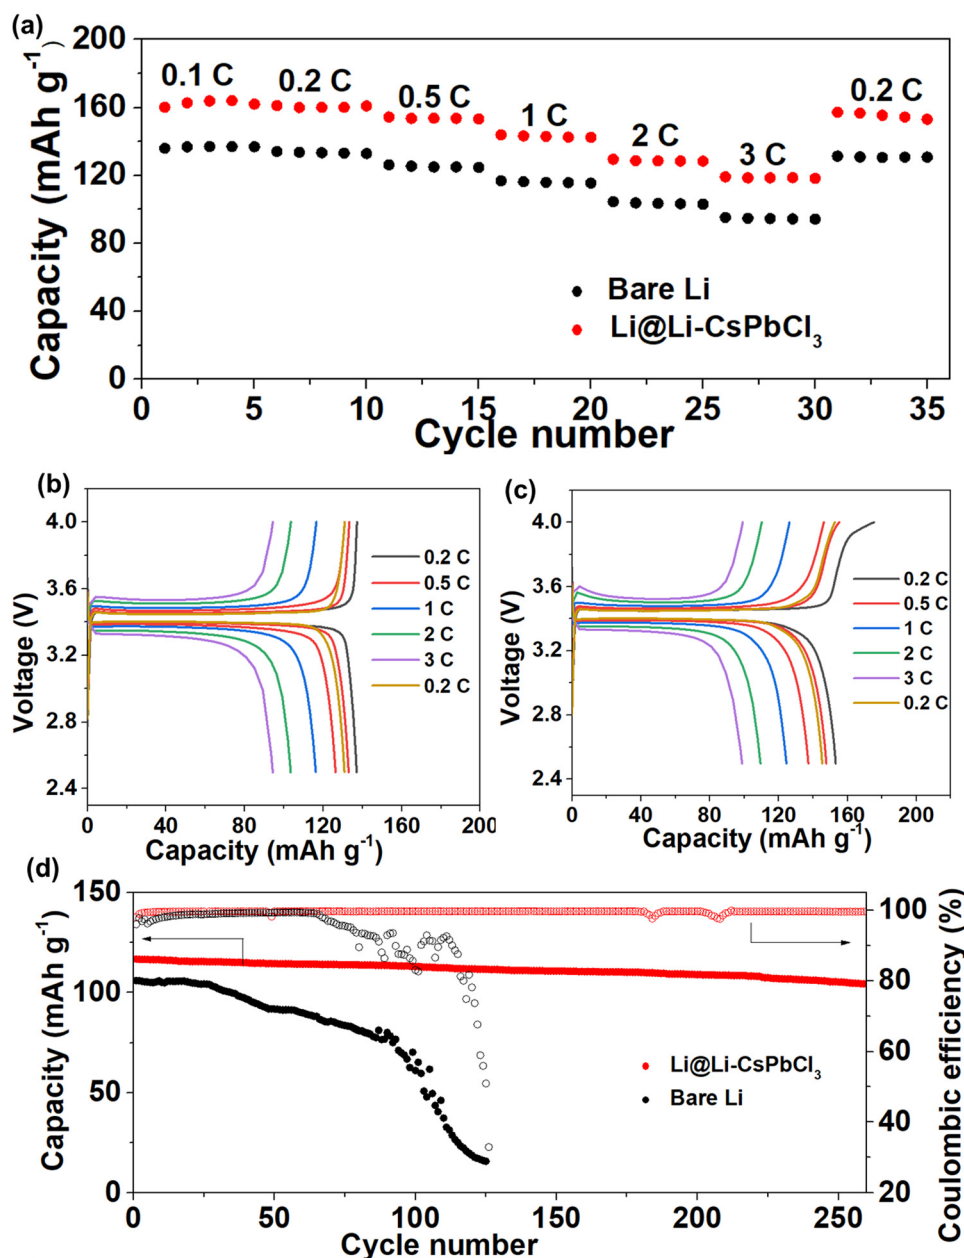 (a)
200
160
120
80
40
0
Capacity (mAh g⁻¹)
0.1 C
0.2 C
0.5 C
1 C
2 C
3 C
0.2 C
Bare Li
Li@Li-CsPbCl₃
0 5 10 15 20 25 30 35
Cycle number
(b)
4.0
3.6
3.2
2.8
2.4
Voltage (V)
0.2 C
0.5 C
1 C
2 C
3 C
0.2 C
0 40 80 120 160 200
Capacity (mAh g⁻¹)
(c)
4.0
3.6
3.2
2.8
2.4
Voltage (V)
0.2 C
0.5 C
1 C
2 C
3 C
0.2 C
0 40 80 120 160 200
Capacity (mAh g⁻¹)
(d)
150
100
50
0
Capacity (mAh g⁻¹)
Li@Li-CsPbCl₃
Bare Li
100
80
60
40
20
Coulombic efficiency (%)
0 50 100 150 200 250
Cycle number